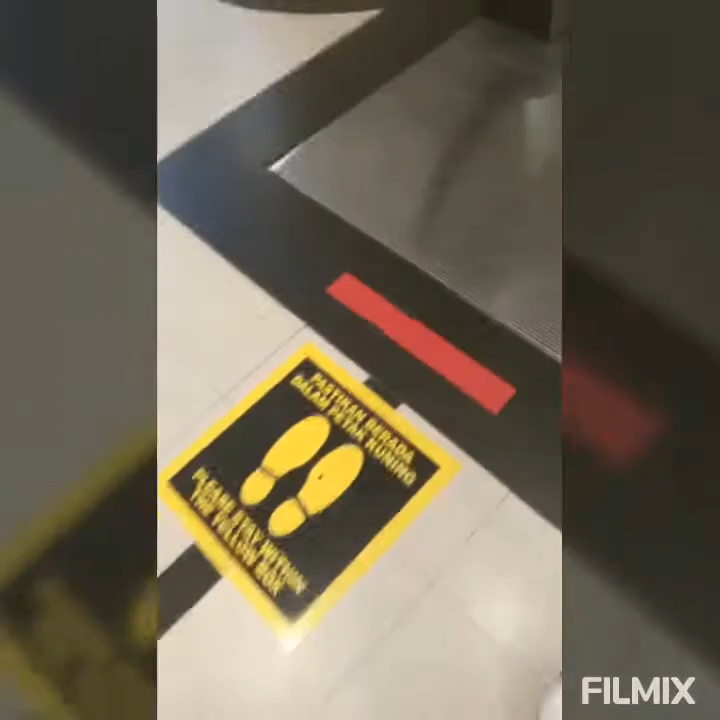 PASTIKAN BERADA
DALAM PETAK KUNING
PLEASE STAY WITHIN
THE YELLOW BOX
FILMIX